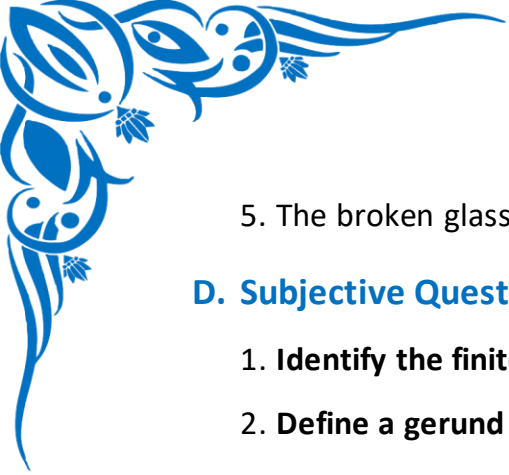 5. The broken glass
D. Subjective Quest
1. Identify the finit
2. Define a gerund